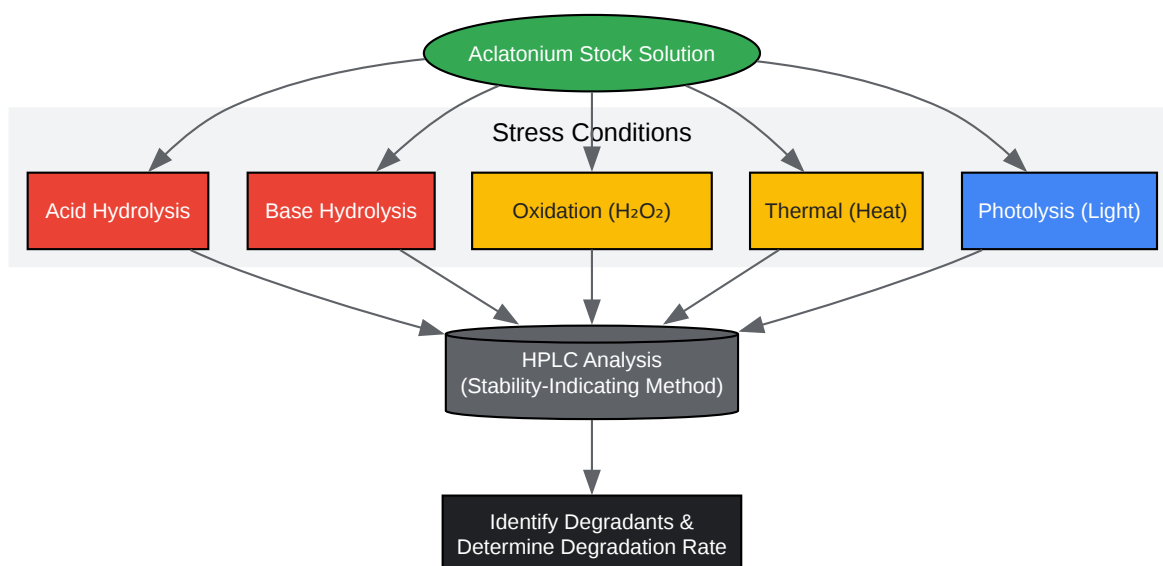 Aclatonium Stock Solution
Stress Conditions
Acid Hydrolysis
Base Hydrolysis
Oxidation (H₂O₂)
Thermal (Heat)
Photolysis (Light)
HPLC Analysis
(Stability-Indicating Method)
Identify Degradants &
Determine Degradation Rate